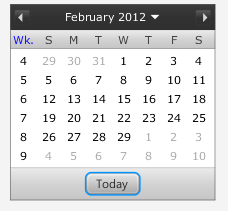 February 2012
Wk. S M T W T F S
4 29 30 31 1 2 3 4
5 5 6 7 8 9 10 11
6 12 13 14 15 16 17 18
7 19 20 21 22 23 24 25
8 26 27 28 29 1 2 3
9 4 5 6 7 8 9 10
Today